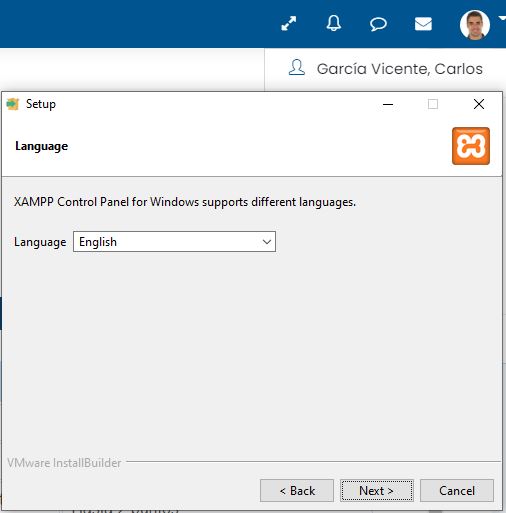 García Vicente, Carlos
Setup
Language
XAMPP Control Panel for Windows supports different languages.
Language English
VMware InstallBuilder
< Back Next > Cancel